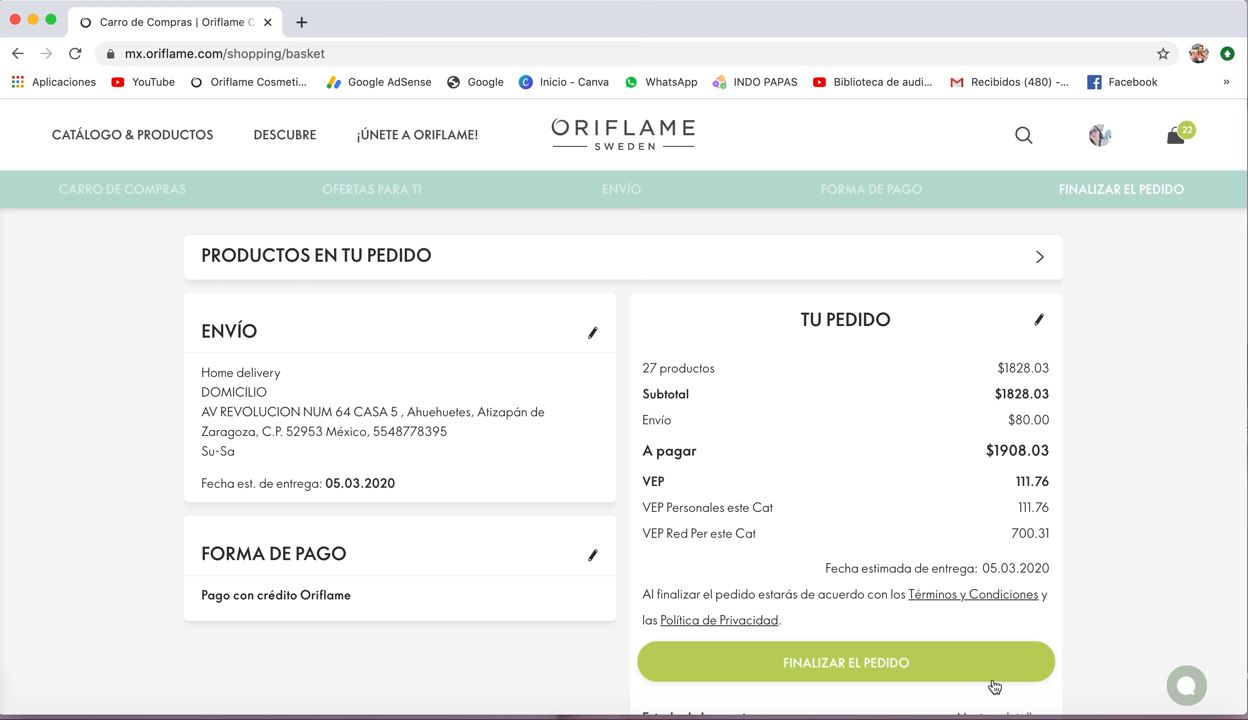 Carro de Compras | Oriflame C
mx.oriflame.com/shopping/basket
Aplicaciones YouTube Oriflame Cosmeti... Google AdSense Google Inicio - Canva WhatsApp INDO PAPAS Biblioteca de audi... Recibidos (480) -... Facebook »
CATÁLOGO & PRODUCTOS DESCUBRE ¡ÚNETE A ORIFLAME! ORIFLAME 22
SWEDEN
CARRO DE COMPRAS OFERTAS PARA TI ENVÍO FORMA DE PAGO FINALIZAR EL PEDIDO
PRODUCTOS EN TU PEDIDO
ENVÍO
Home delivery
DOMICILIO
AV REVOLUCION NUM 64 CASA 5 , Ahuehuetes, Atizapán de
Zaragoza, C.P. 52953 México, 5548778395
Su-Sa
Fecha est. de entrega: 05.03.2020
FORMA DE PAGO
Pago con crédito Oriflame
TU PEDIDO
27 productos $1828.03
Subtotal $1828.03
Envío $80.00
A pagar $1908.03
VEP 111.76
VEP Personales este Cat 111.76
VEP Red Per este Cat 700.31
Fecha estimada de entrega: 05.03.2020
Al finalizar el pedido estarás de acuerdo con los Términos y Condiciones y
las Política de Privacidad.
FINALIZAR EL PEDIDO